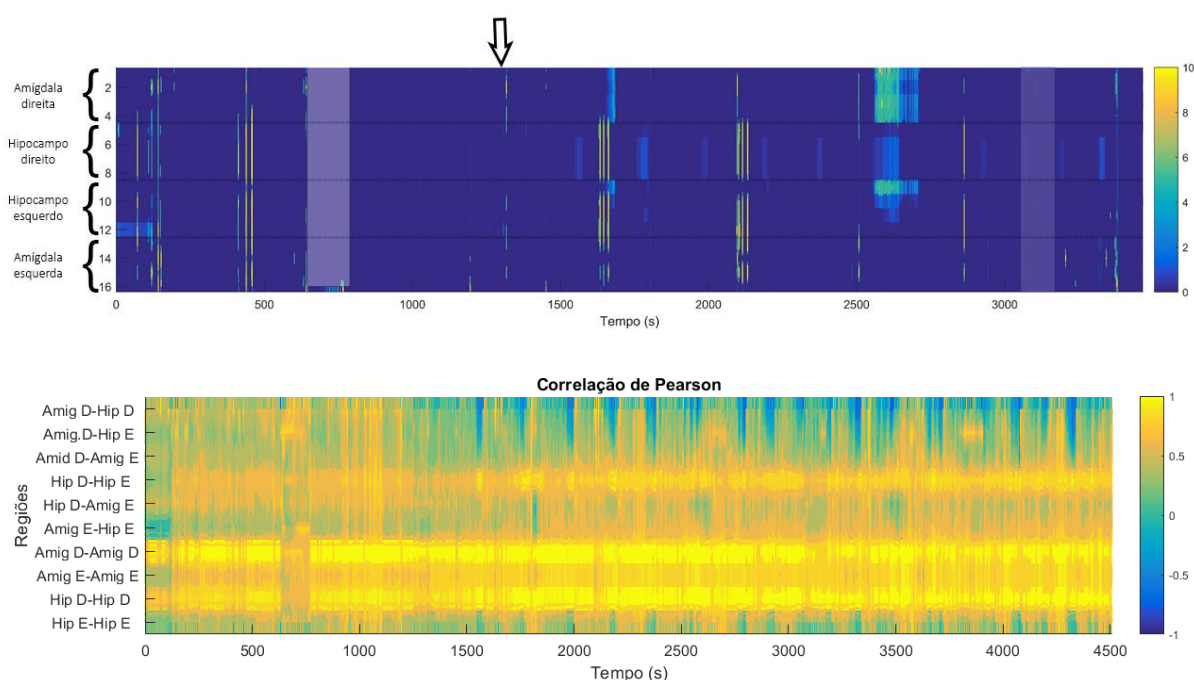 Amígdala
direita
Hipocampo
direito
Hipocampo
esquerdo
Amígdala
esquerda
2
4
6
8
10
12
14
16
0
500
1000
1500
2000
2500
3000
Tempo (s)
10
8
6
4
2
0
Correlação de Pearson
Regiões
Amig D-Hip D
Amig.D-Hip E
Amid D-Amig E
Hip D-Hip E
Hip D-Amig E
Amig E-Hip E
Amig D-Amig D
Amig E-Amig E
Hip D-Hip D
Hip E-Hip E
0
500
1000
1500
2000
2500
3000
3500
4000
4500
Tempo (s)
1
0.5
0
-0.5
-1